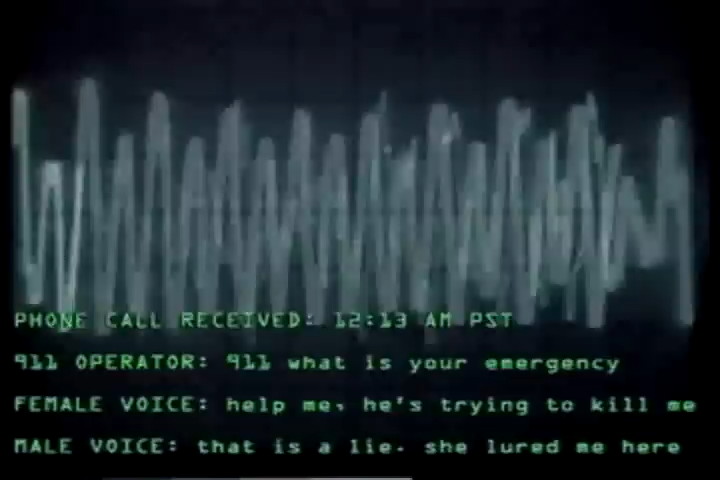 PHONE CALL RECEIVED: 12:13 AM PST
911 OPERATOR: 911 what is your emergency
FEMALE VOICE: help me, he's trying to kill me
MALE VOICE: that is a lie. she lured me here